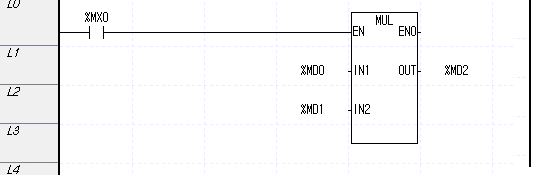 L0
%MX0
MUL
EN ENO
L1
%MD0 IN1 OUT %MD2
L2
%MD1 IN2
L3
L4